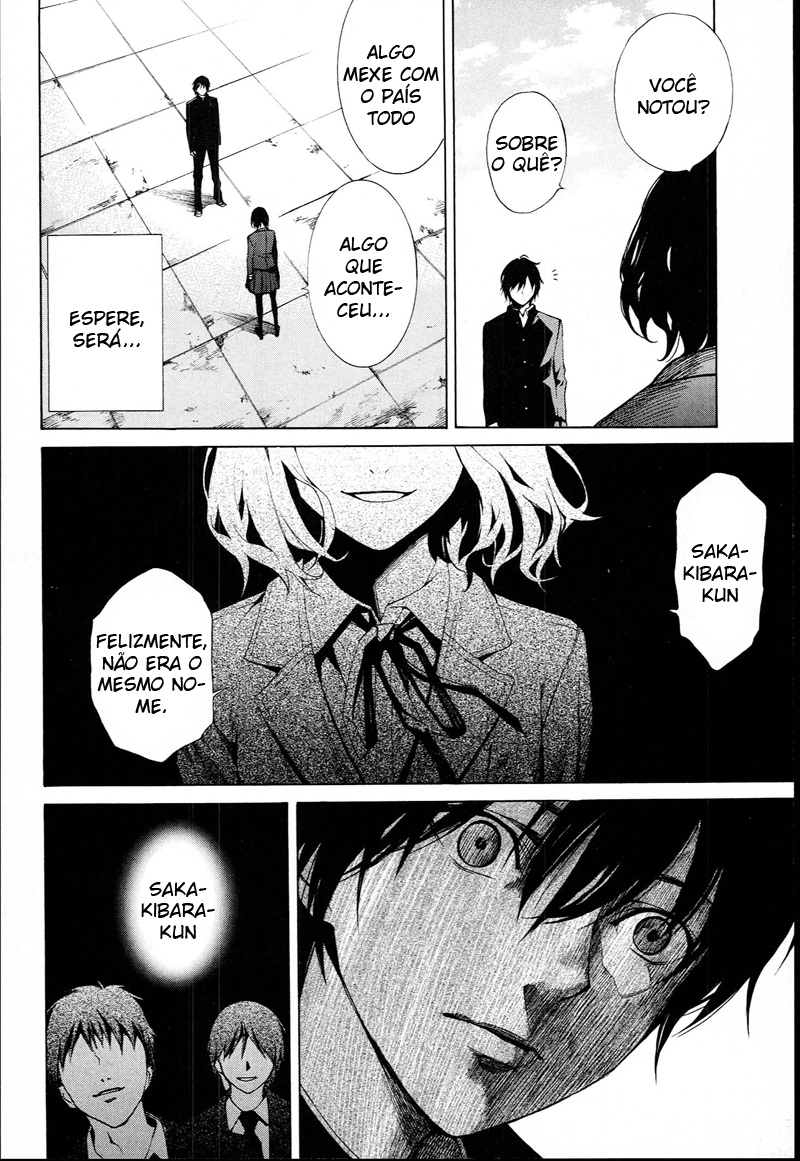 VOCÊ
NOTOU?
SOBRE
O QUÊ?
ALGO
MEXE COM
O PAÍS
TODO
ALGO
QUE
ACONTE-
CEU...
ESPERE,
SERÁ...
SAKA-
KIBARA-
KUN
FELIZMENTE,
NÃO ERA O
MESMO NO-
ME.
SAKA-
KIBARA-
KUN